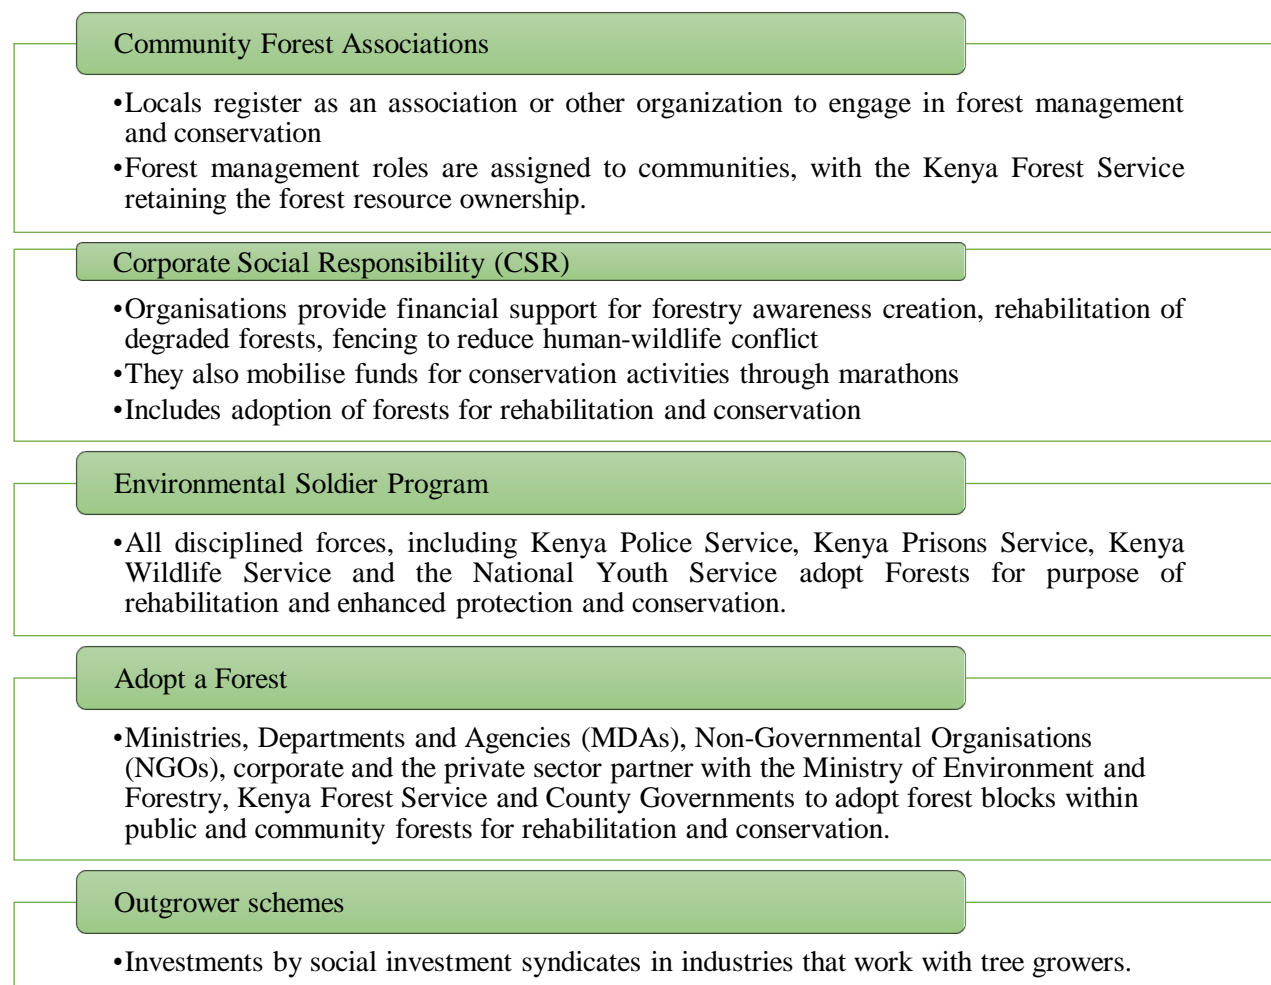 Community Forest Associations
•Locals register as an association or other organization to engage in forest management
and conservation
•Forest management roles are assigned to communities, with the Kenya Forest Service
retaining the forest resource ownership.
Corporate Social Responsibility (CSR)
•Organisations provide financial support for forestry awareness creation, rehabilitation of
degraded forests, fencing to reduce human-wildlife conflict
•They also mobilise funds for conservation activities through marathons
•Includes adoption of forests for rehabilitation and conservation
Environmental Soldier Program
•All disciplined forces, including Kenya Police Service, Kenya Prisons Service, Kenya
Wildlife Service and the National Youth Service adopt Forests for purpose of
rehabilitation and enhanced protection and conservation.
Adopt a Forest
•Ministries, Departments and Agencies (MDAs), Non-Governmental Organisations
(NGOs), corporate and the private sector partner with the Ministry of Environment and
Forestry, Kenya Forest Service and County Governments to adopt forest blocks within
public and community forests for rehabilitation and conservation.
Outgrower schemes
•Investments by social investment syndicates in industries that work with tree growers.